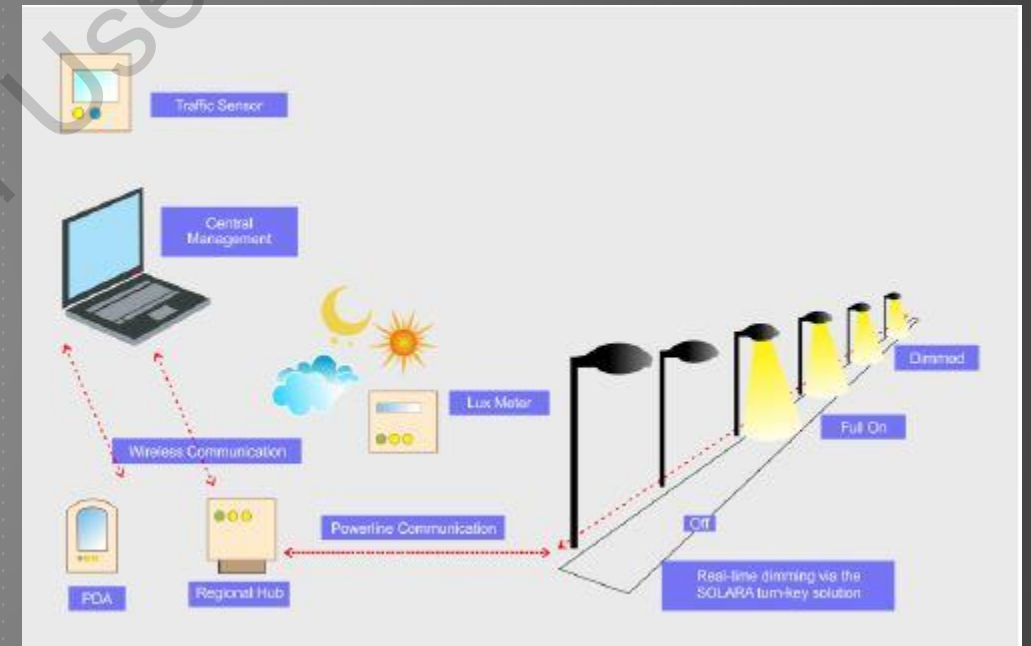 Use
Traffic Sensor
Central
Management
Lux Meter
Dimmed
Full On
Wireless Communication
Powerline Communication
Off
PDA
Regional Hub
Real-time dimming via the
SOLARA turn-key solution